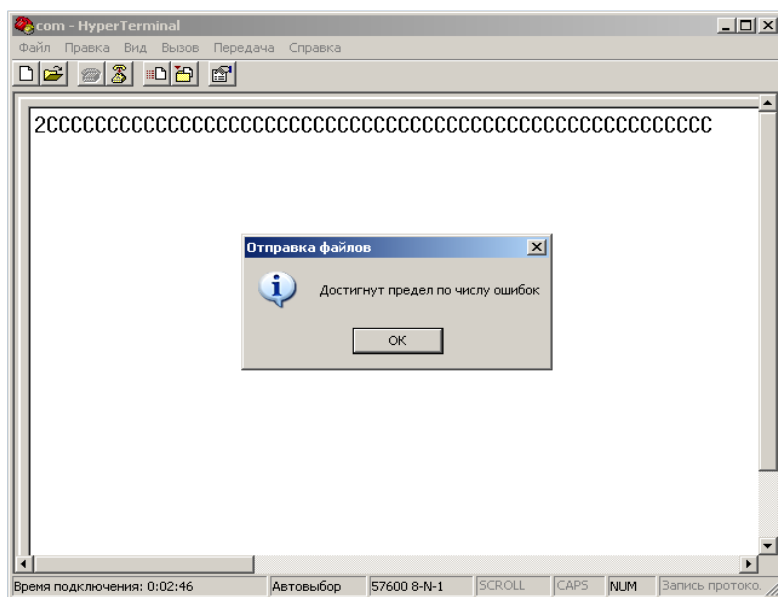 com - HyperTerminal
Файл Правка Вид Вызов Передача Справка
2CCCCCCCCCCCCCCCCCCCCCCCCCCCCCCCCCCCCCCCCCCCCCCCCCCCCCCC
Отправка файлов
Достигнут предел по числу ошибок
OK
Время подключения: 0:02:46 Автовыбор 57600 8-N-1 SCROLL CAPS NUM Запись протоко.